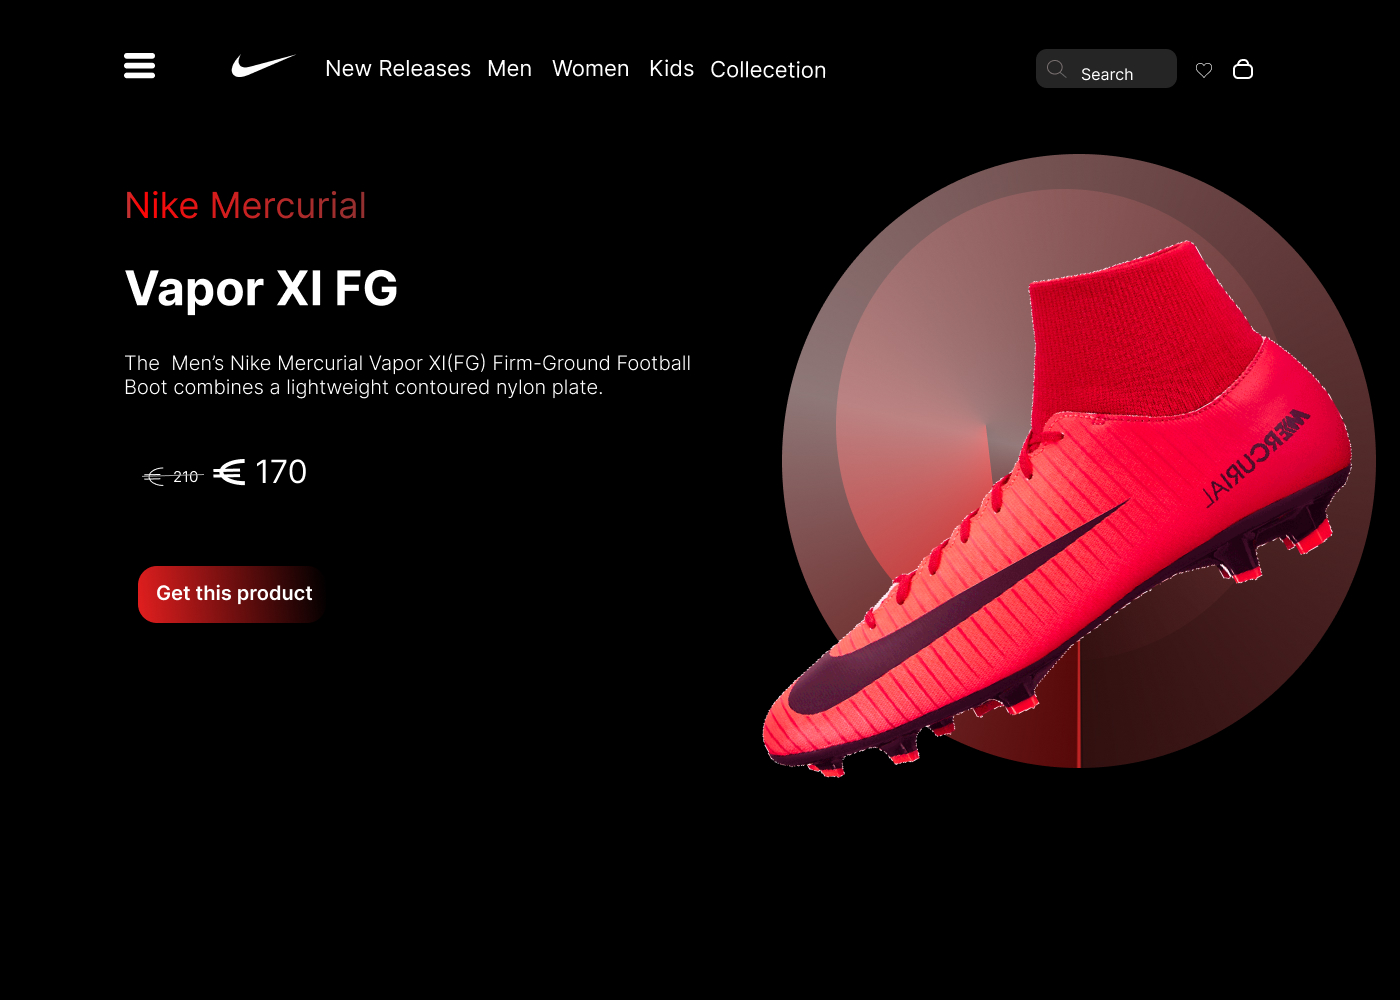 New Releases Men Women Kids Collecetion
Search
Nike Mercurial
Vapor XI FG
The Men’s Nike Mercurial Vapor XI(FG) Firm-Ground Football
Boot combines a lightweight contoured nylon plate.
€ 210 € 170
Get this product
MERCURIAL